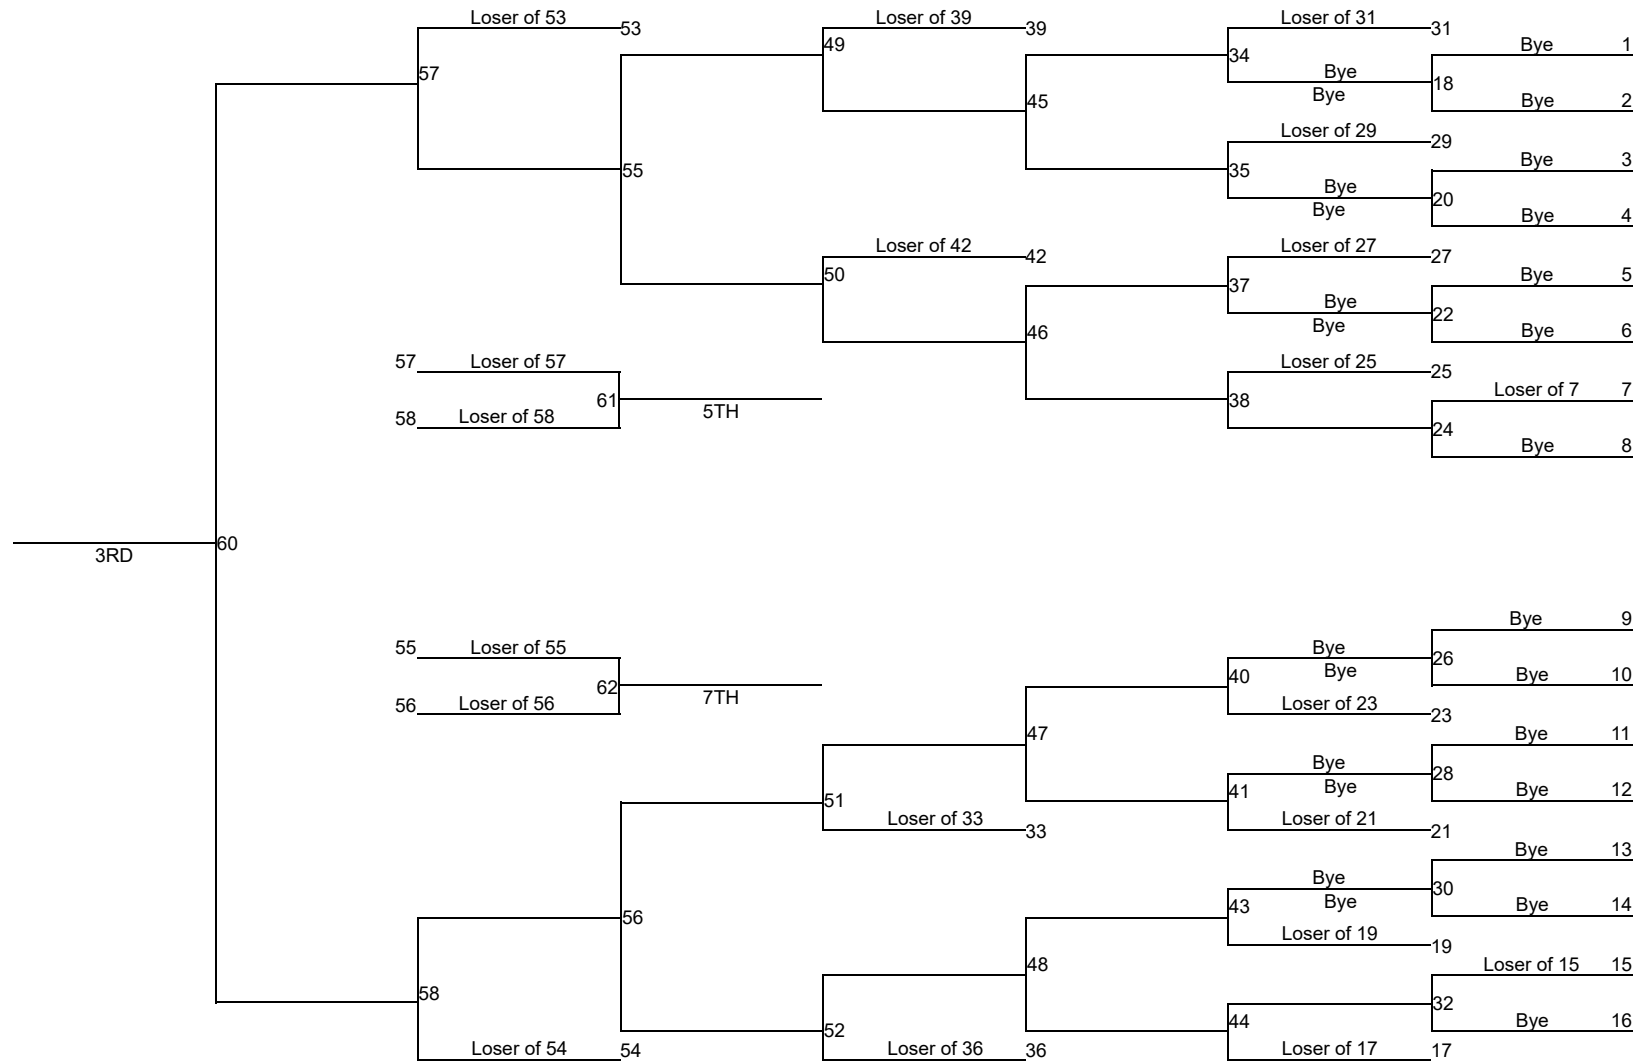 Loser of 53 53 Loser of 39 39 Loser of 31 31
49 Bye 1
34
57 Bye 18
Bye
45 Bye 2
Loser of 29 29
Bye 3
55 35
Bye 20
Bye Bye 4
Loser of 42 42 Loser of 27 27
50 Bye 5
37
Bye 22
Bye
46 Bye 6
57 Loser of 57 Loser of 25 25
Loser of 7 7
61 38
5TH
58 Loser of 58 24
Bye 8
60
3RD
Bye 9
55 Loser of 55 Bye 26
40 Bye Bye 10
62
7TH
56 Loser of 56 Loser of 23 23
47 Bye 11
Bye 28
41 Bye Bye 12
51
Loser of 33 33 Loser of 21 21
Bye 13
Bye 30
43 Bye Bye 14
56
Loser of 19 19
48 Loser of 15 15
58 32
44 Bye 16
52
Loser of 54 54 Loser of 36 36 Loser of 17 17